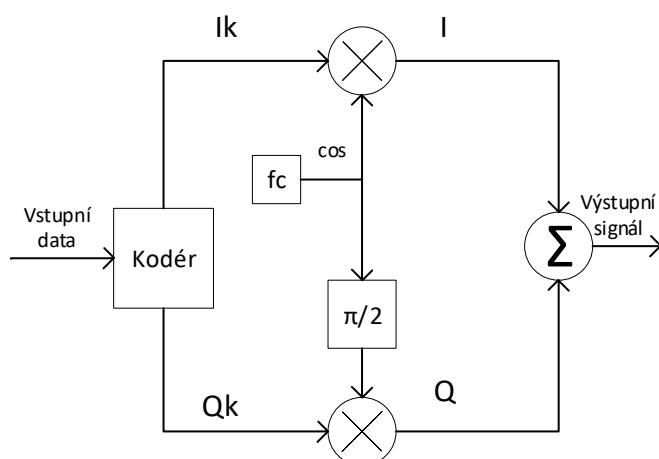 Ik
I
cos
fc
Vstupní
data
Kodér
Výstupní
signál
Σ
π/2
Qk
Q